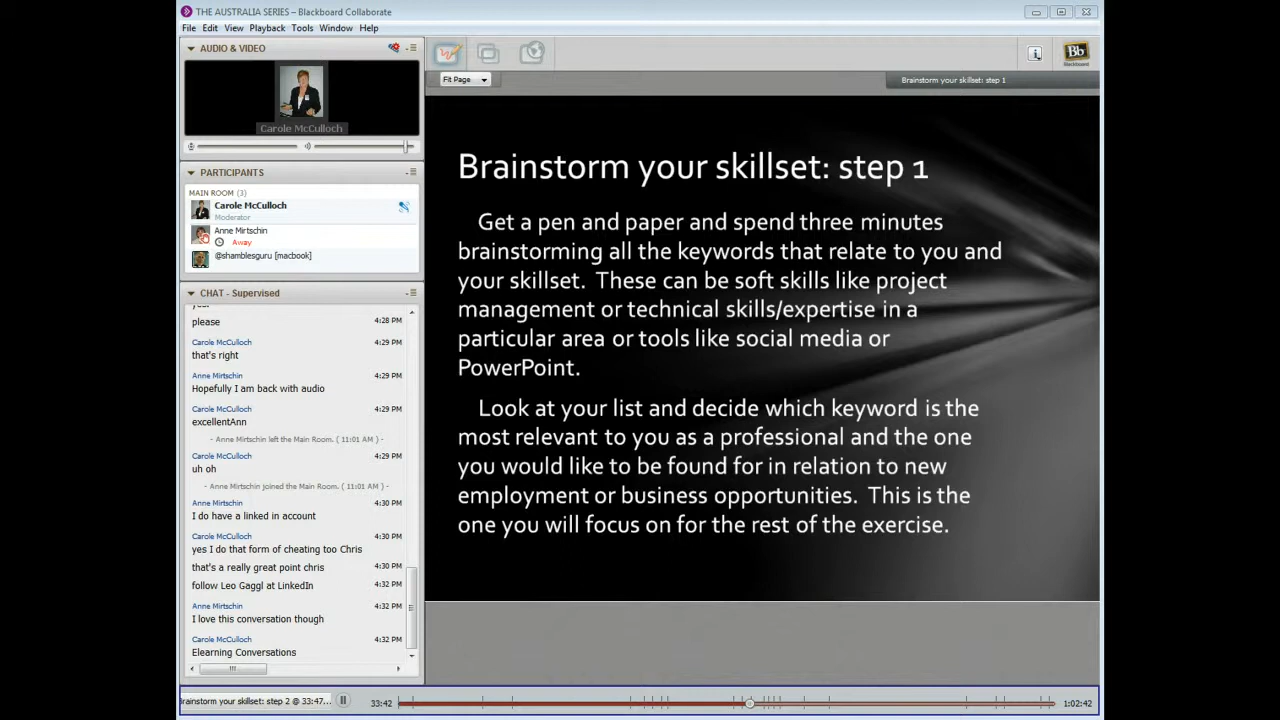 THE AUSTRALIA SERIES – Blackboard Collaborate
File Edit View Playback Tools Window Help
AUDIO & VIDEO
Carole McCulloch
PARTICIPANTS
MAIN ROOM (3)
Carole McCulloch
Moderator
Anne Mirtschin
Away
@shamblesguru [macbook]
CHAT - Supervised
please 4:28 PM
Carole McCulloch 4:29 PM
that's right
Anne Mirtschin 4:29 PM
Hopefully I am back with audio
Carole McCulloch 4:29 PM
excellentAnn
- Anne Mirtschin left the Main Room. ( 11:01 AM ) -
Carole McCulloch 4:29 PM
uh oh
- Anne Mirtschin joined the Main Room. ( 11:01 AM ) -
Anne Mirtschin 4:30 PM
I do have a linked in account
Carole McCulloch 4:30 PM
yes I do that form of cheating too Chris
that's a really great point chris 4:30 PM
follow Leo Gaggl at LinkedIn 4:32 PM
Anne Mirtschin 4:32 PM
I love this conversation though
Carole McCulloch 4:32 PM
Elearning Conversations
Fit Page
Brainstorm your skillset: step 1
Bb
Blackboard
Brainstorm your skillset: step 1
Get a pen and paper and spend three minutes
brainstorming all the keywords that relate to you and
your skillset. These can be soft skills like project
management or technical skills/expertise in a
particular area or tools like social media or
PowerPoint.
Look at your list and decide which keyword is the
most relevant to you as a professional and the one
you would like to be found for in relation to new
employment or business opportunities. This is the
one you will focus on for the rest of the exercise.
Brainstorm your skillset: step 2 @ 33:47... 33:42 1:02:42